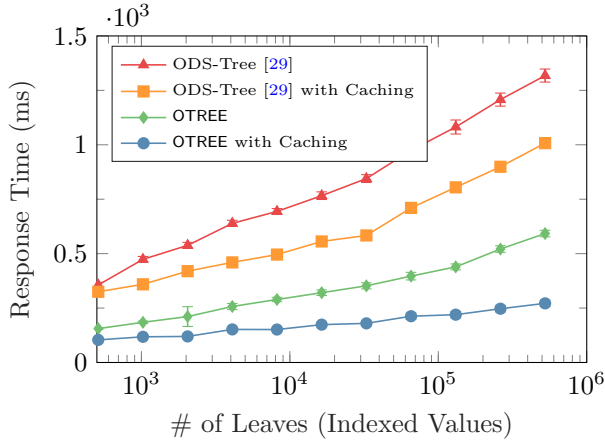 ·10³
1.5
1
0.5
0
Response Time (ms)
ODS-Tree [29]
ODS-Tree [29] with Caching
OTREE
OTREE with Caching
10³ 10⁴ 10⁵ 10⁶
# of Leaves (Indexed Values)